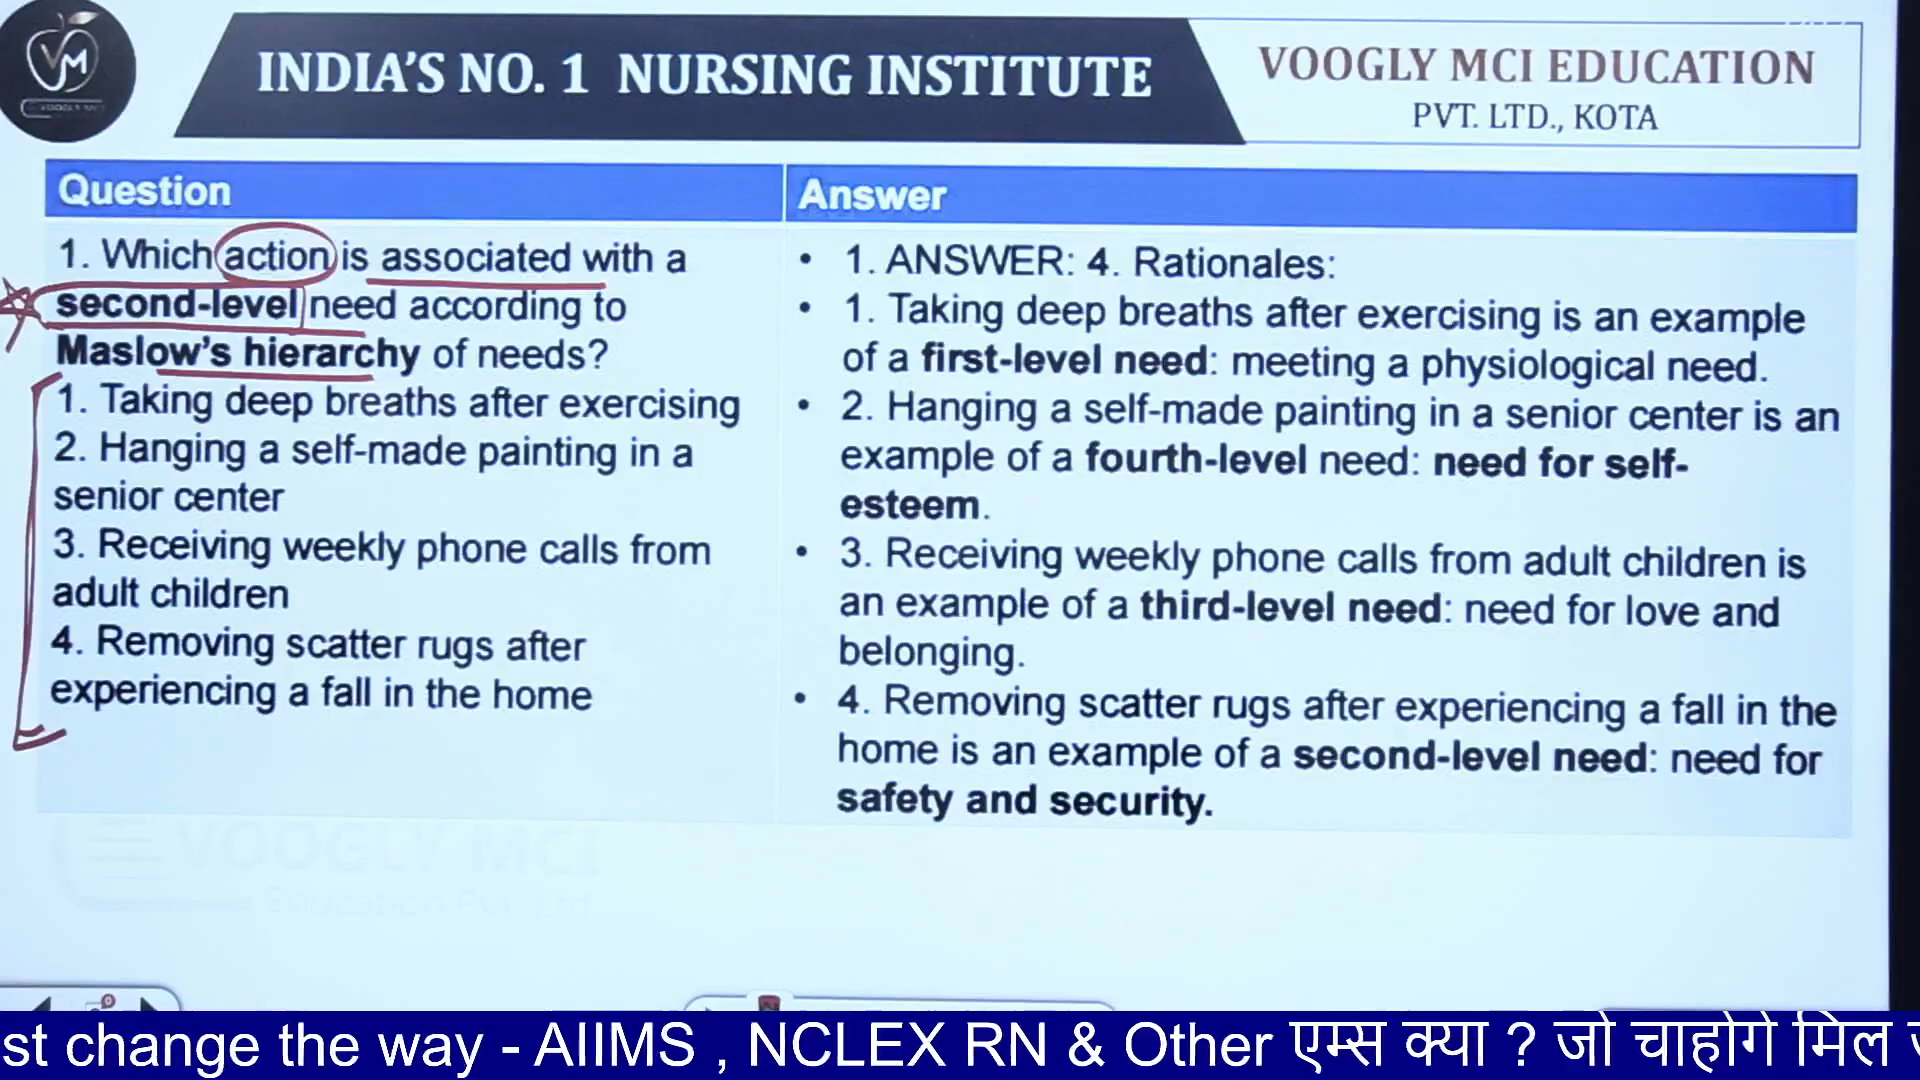 VM
INDIA'S NO. 1 NURSING INSTITUTE
VOOGLY MCI EDUCATION
PVT. LTD., KOTA
Question
Answer
1. Which action is associated with a
second-level need according to
Maslow's hierarchy of needs?
1. Taking deep breaths after exercising
2. Hanging a self-made painting in a
senior center
3. Receiving weekly phone calls from
adult children
4. Removing scatter rugs after
experiencing a fall in the home
• 1. ANSWER: 4. Rationales:
• 1. Taking deep breaths after exercising is an example
of a first-level need: meeting a physiological need.
• 2. Hanging a self-made painting in a senior center is an
example of a fourth-level need: need for self-
esteem.
• 3. Receiving weekly phone calls from adult children is
an example of a third-level need: need for love and
belonging.
• 4. Removing scatter rugs after experiencing a fall in the
home is an example of a second-level need: need for
safety and security.
VOOGLY MCI
Education Pvt. Ltd
st change the way - AIIMS , NCLEX RN & Other एम्स क्या ? जो चाहोगे मिल